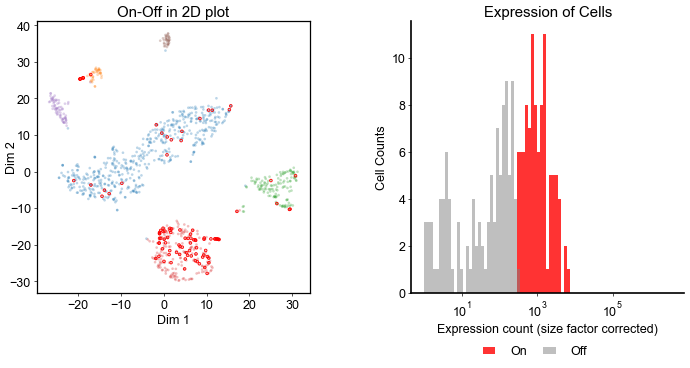 On-Off in 2D plot
40
30
20
10
0
−10
−20
−30
Dim 2
−20 −10 0 10 20 30
Dim 1
Expression of Cells
10
8
6
4
2
0
Cell Counts
10¹ 10³ 10⁵
Expression count (size factor corrected)
On Off